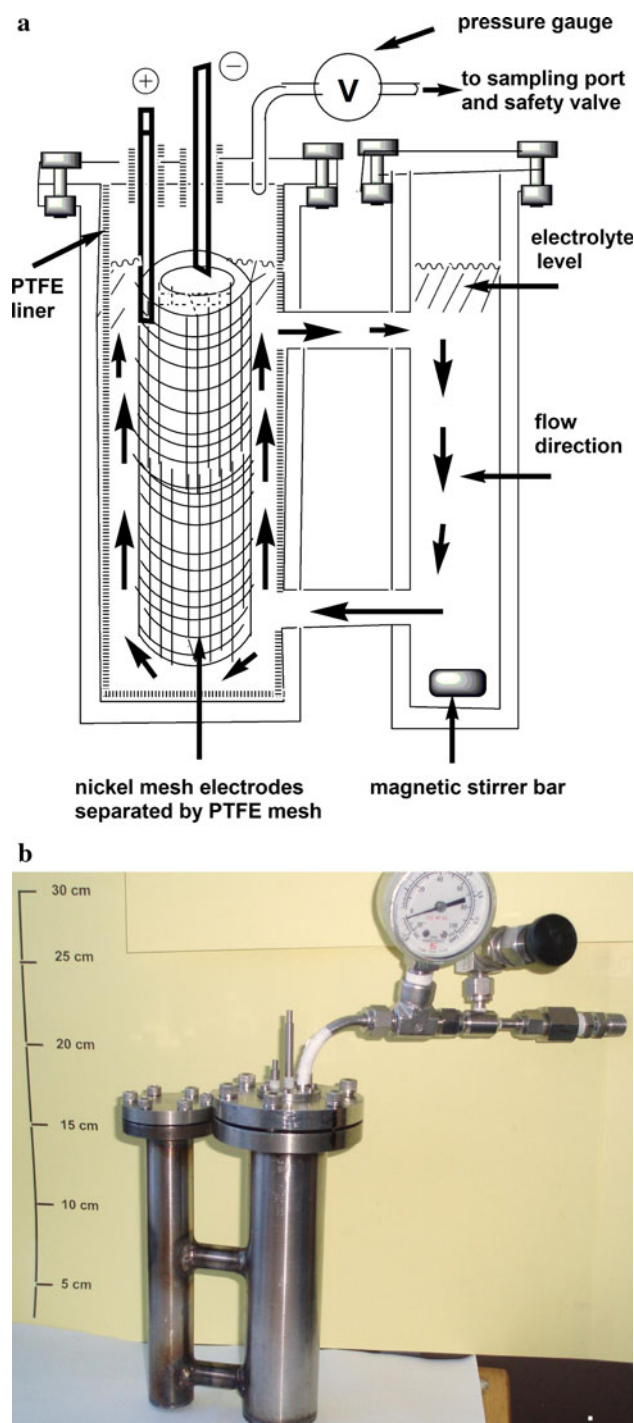 a
pressure gauge
+
−
V
to sampling port
and safety valve
electrolyte
level
PTFE
liner
flow
direction
nickel mesh electrodes
separated by PTFE mesh
magnetic stirrer bar
b
30 cm
25 cm
20 cm
15 cm
10 cm
5 cm